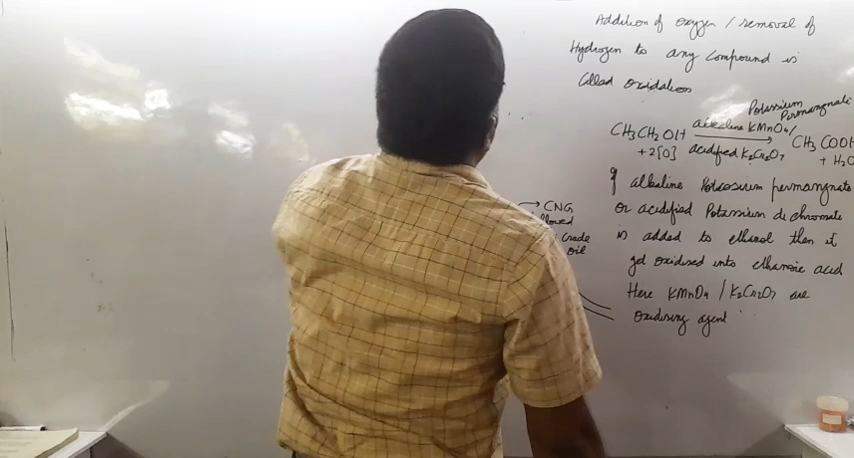 Addition of oxygen / removal of
Hydrogen to any compound is
Called oxidation
Potassium
Permangnate
CH3CH2OH alkaline KMnO4/ CH3COOH
+2[O] acidified K2Cr2O7 + H2O
If alkaline Potassium permangnate
or acidified Potassium dichromate
is added to ethanol then it
get oxidised into ethanoic acid
Here KMnO4 / K2Cr2O7 are
oxidising agent
→ CNG
Crude
oil